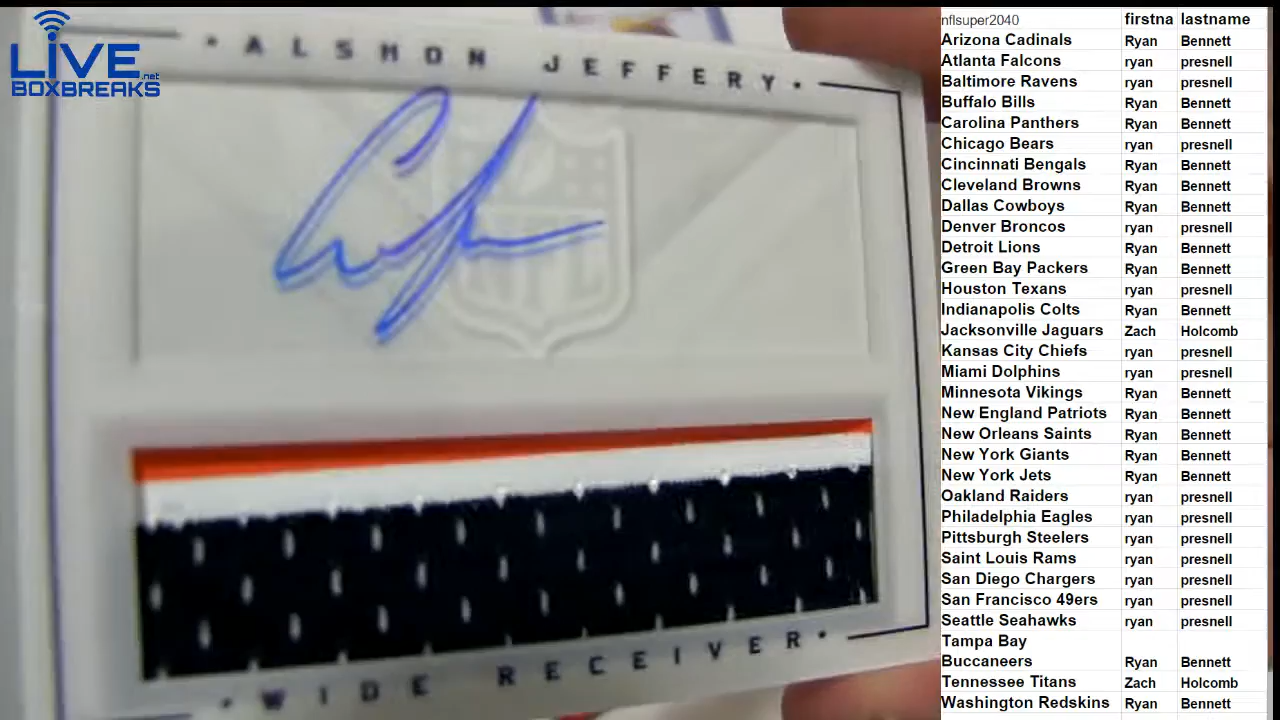 LIVE
.net
BOXBREAKS
• ALSHON JEFFERY •
• WIDE RECEIVER •
nflsuper2040 firstna lastname
Arizona Cadinals Ryan Bennett
Atlanta Falcons ryan presnell
Baltimore Ravens ryan presnell
Buffalo Bills Ryan Bennett
Carolina Panthers Ryan Bennett
Chicago Bears ryan presnell
Cincinnati Bengals Ryan Bennett
Cleveland Browns Ryan Bennett
Dallas Cowboys Ryan Bennett
Denver Broncos ryan presnell
Detroit Lions Ryan Bennett
Green Bay Packers Ryan Bennett
Houston Texans ryan presnell
Indianapolis Colts Ryan Bennett
Jacksonville Jaguars Zach Holcomb
Kansas City Chiefs ryan presnell
Miami Dolphins ryan presnell
Minnesota Vikings Ryan Bennett
New England Patriots Ryan Bennett
New Orleans Saints Ryan Bennett
New York Giants Ryan Bennett
New York Jets Ryan Bennett
Oakland Raiders ryan presnell
Philadelphia Eagles ryan presnell
Pittsburgh Steelers ryan presnell
Saint Louis Rams ryan presnell
San Diego Chargers ryan presnell
San Francisco 49ers ryan presnell
Seattle Seahawks ryan presnell
Tampa Bay
Buccaneers Ryan Bennett
Tennessee Titans Zach Holcomb
Washington Redskins Ryan Bennett